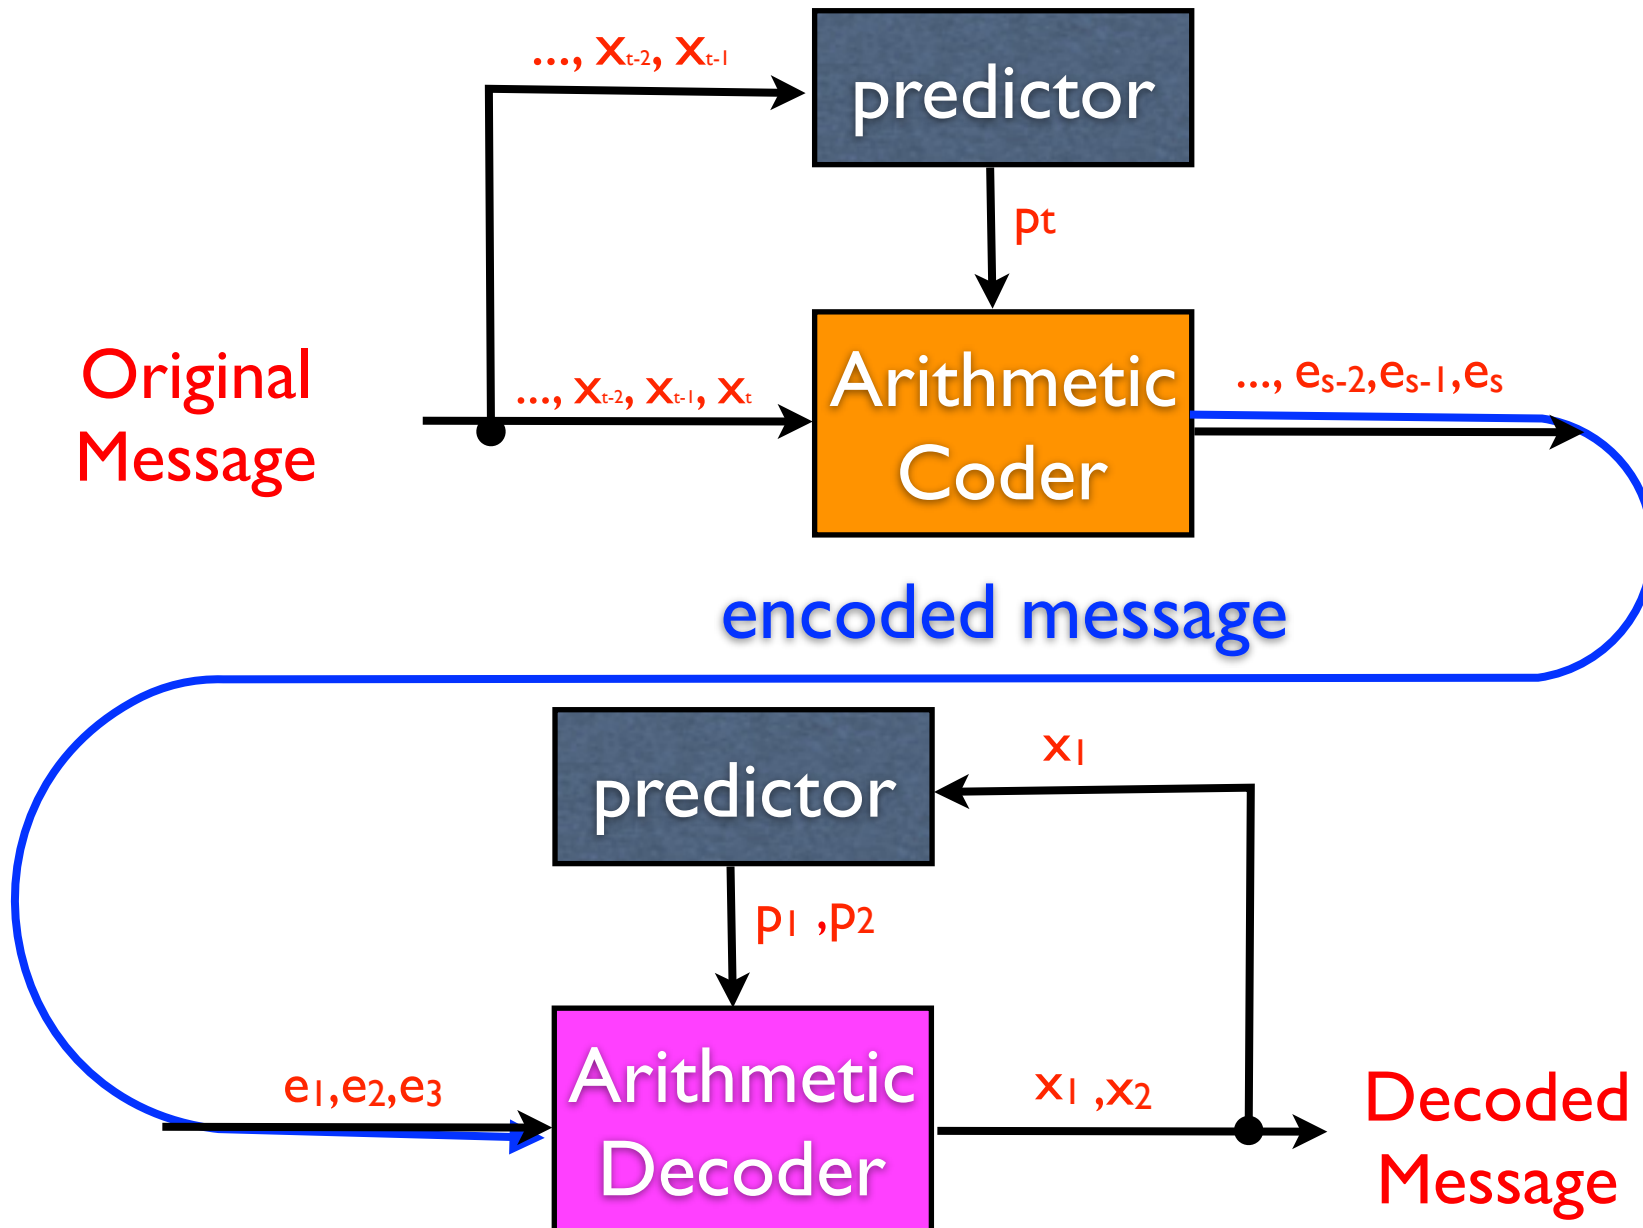 ..., xₜ₋₂, xₜ₋₁
predictor
pt
Original
Message
..., xₜ₋₂, xₜ₋₁, xₜ
Arithmetic
Coder
..., eₛ₋₂,eₛ₋₁,eₛ
encoded message
predictor
x₁
p₁ ,p₂
e₁,e₂,e₃
Arithmetic
Decoder
x₁ ,x₂
Decoded
Message